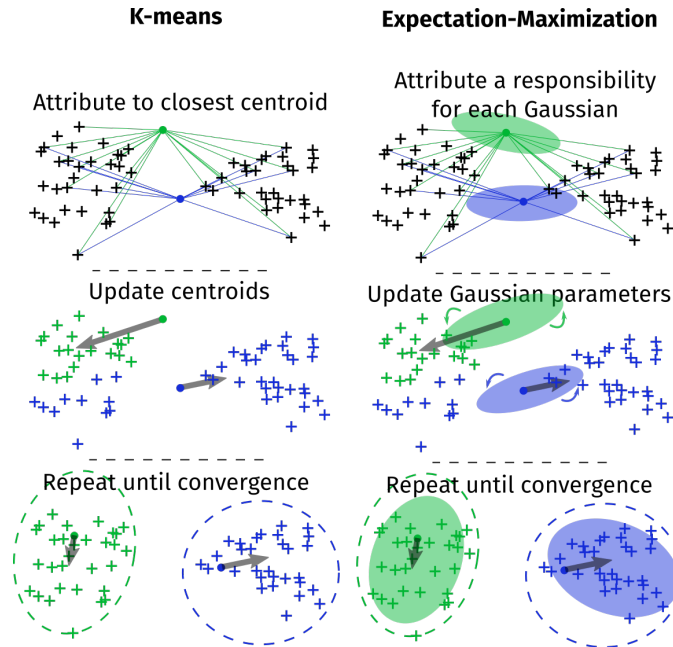 K-means
Expectation-Maximization
Attribute to closest centroid
Attribute a responsibility
for each Gaussian
Update centroids
Update Gaussian parameters
Repeat until convergence
Repeat until convergence